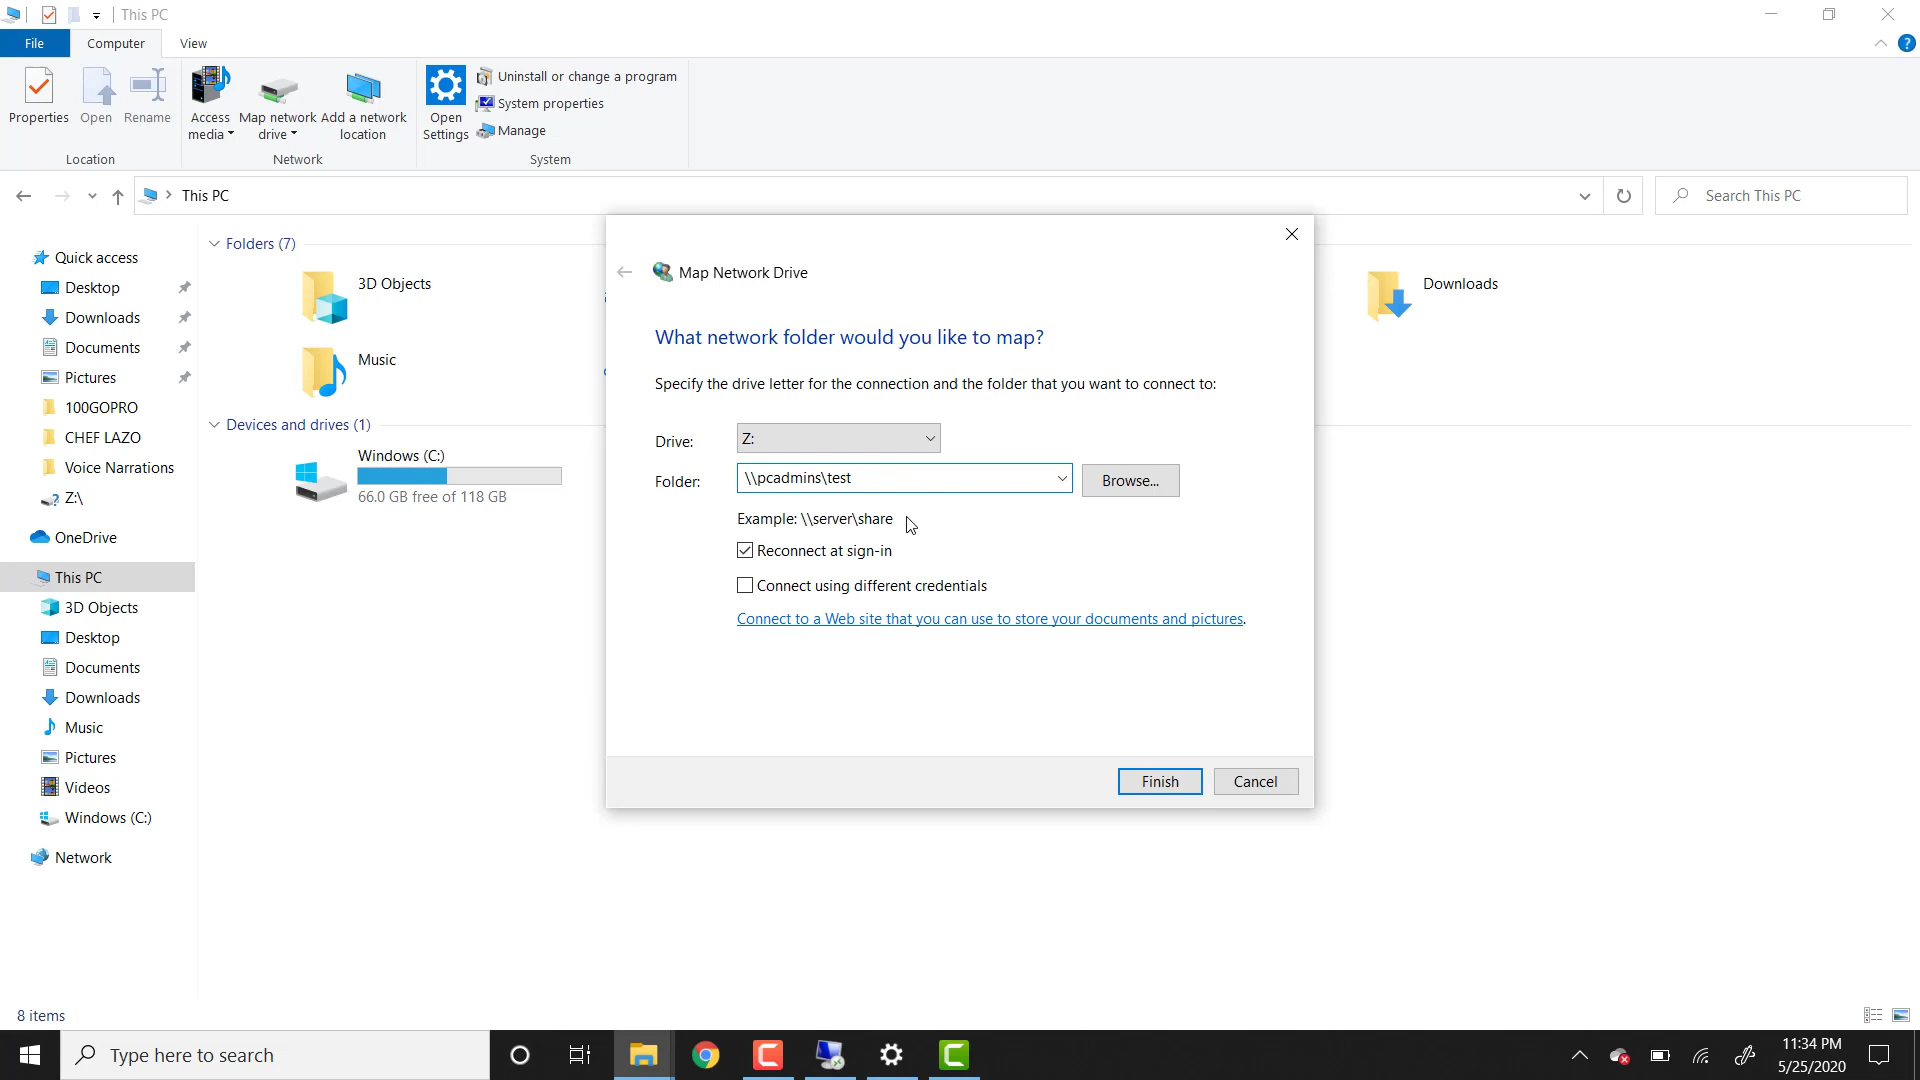 This PC
File
Computer
View
Properties
Open
Rename
Access
media
Map network
drive
Add a network
location
Open
Settings
Uninstall or change a program
System properties
Manage
Location
Network
System
This PC
Search This PC
Quick access
Desktop
Downloads
Documents
Pictures
100GOPRO
CHEF LAZO
Voice Narrations
Z:\
OneDrive
This PC
3D Objects
Desktop
Documents
Downloads
Music
Pictures
Videos
Windows (C:)
Network
Folders (7)
3D Objects
Music
Downloads
Devices and drives (1)
Windows (C:)
66.0 GB free of 118 GB
Map Network Drive
What network folder would you like to map?
Specify the drive letter for the connection and the folder that you want to connect to:
Drive:
Z:
Folder:
\\pcadmins\test
Browse...
Example: \\server\share
Reconnect at sign-in
Connect using different credentials
Connect to a Web site that you can use to store your documents and pictures.
Finish
Cancel
8 items
Type here to search
11:34 PM
5/25/2020